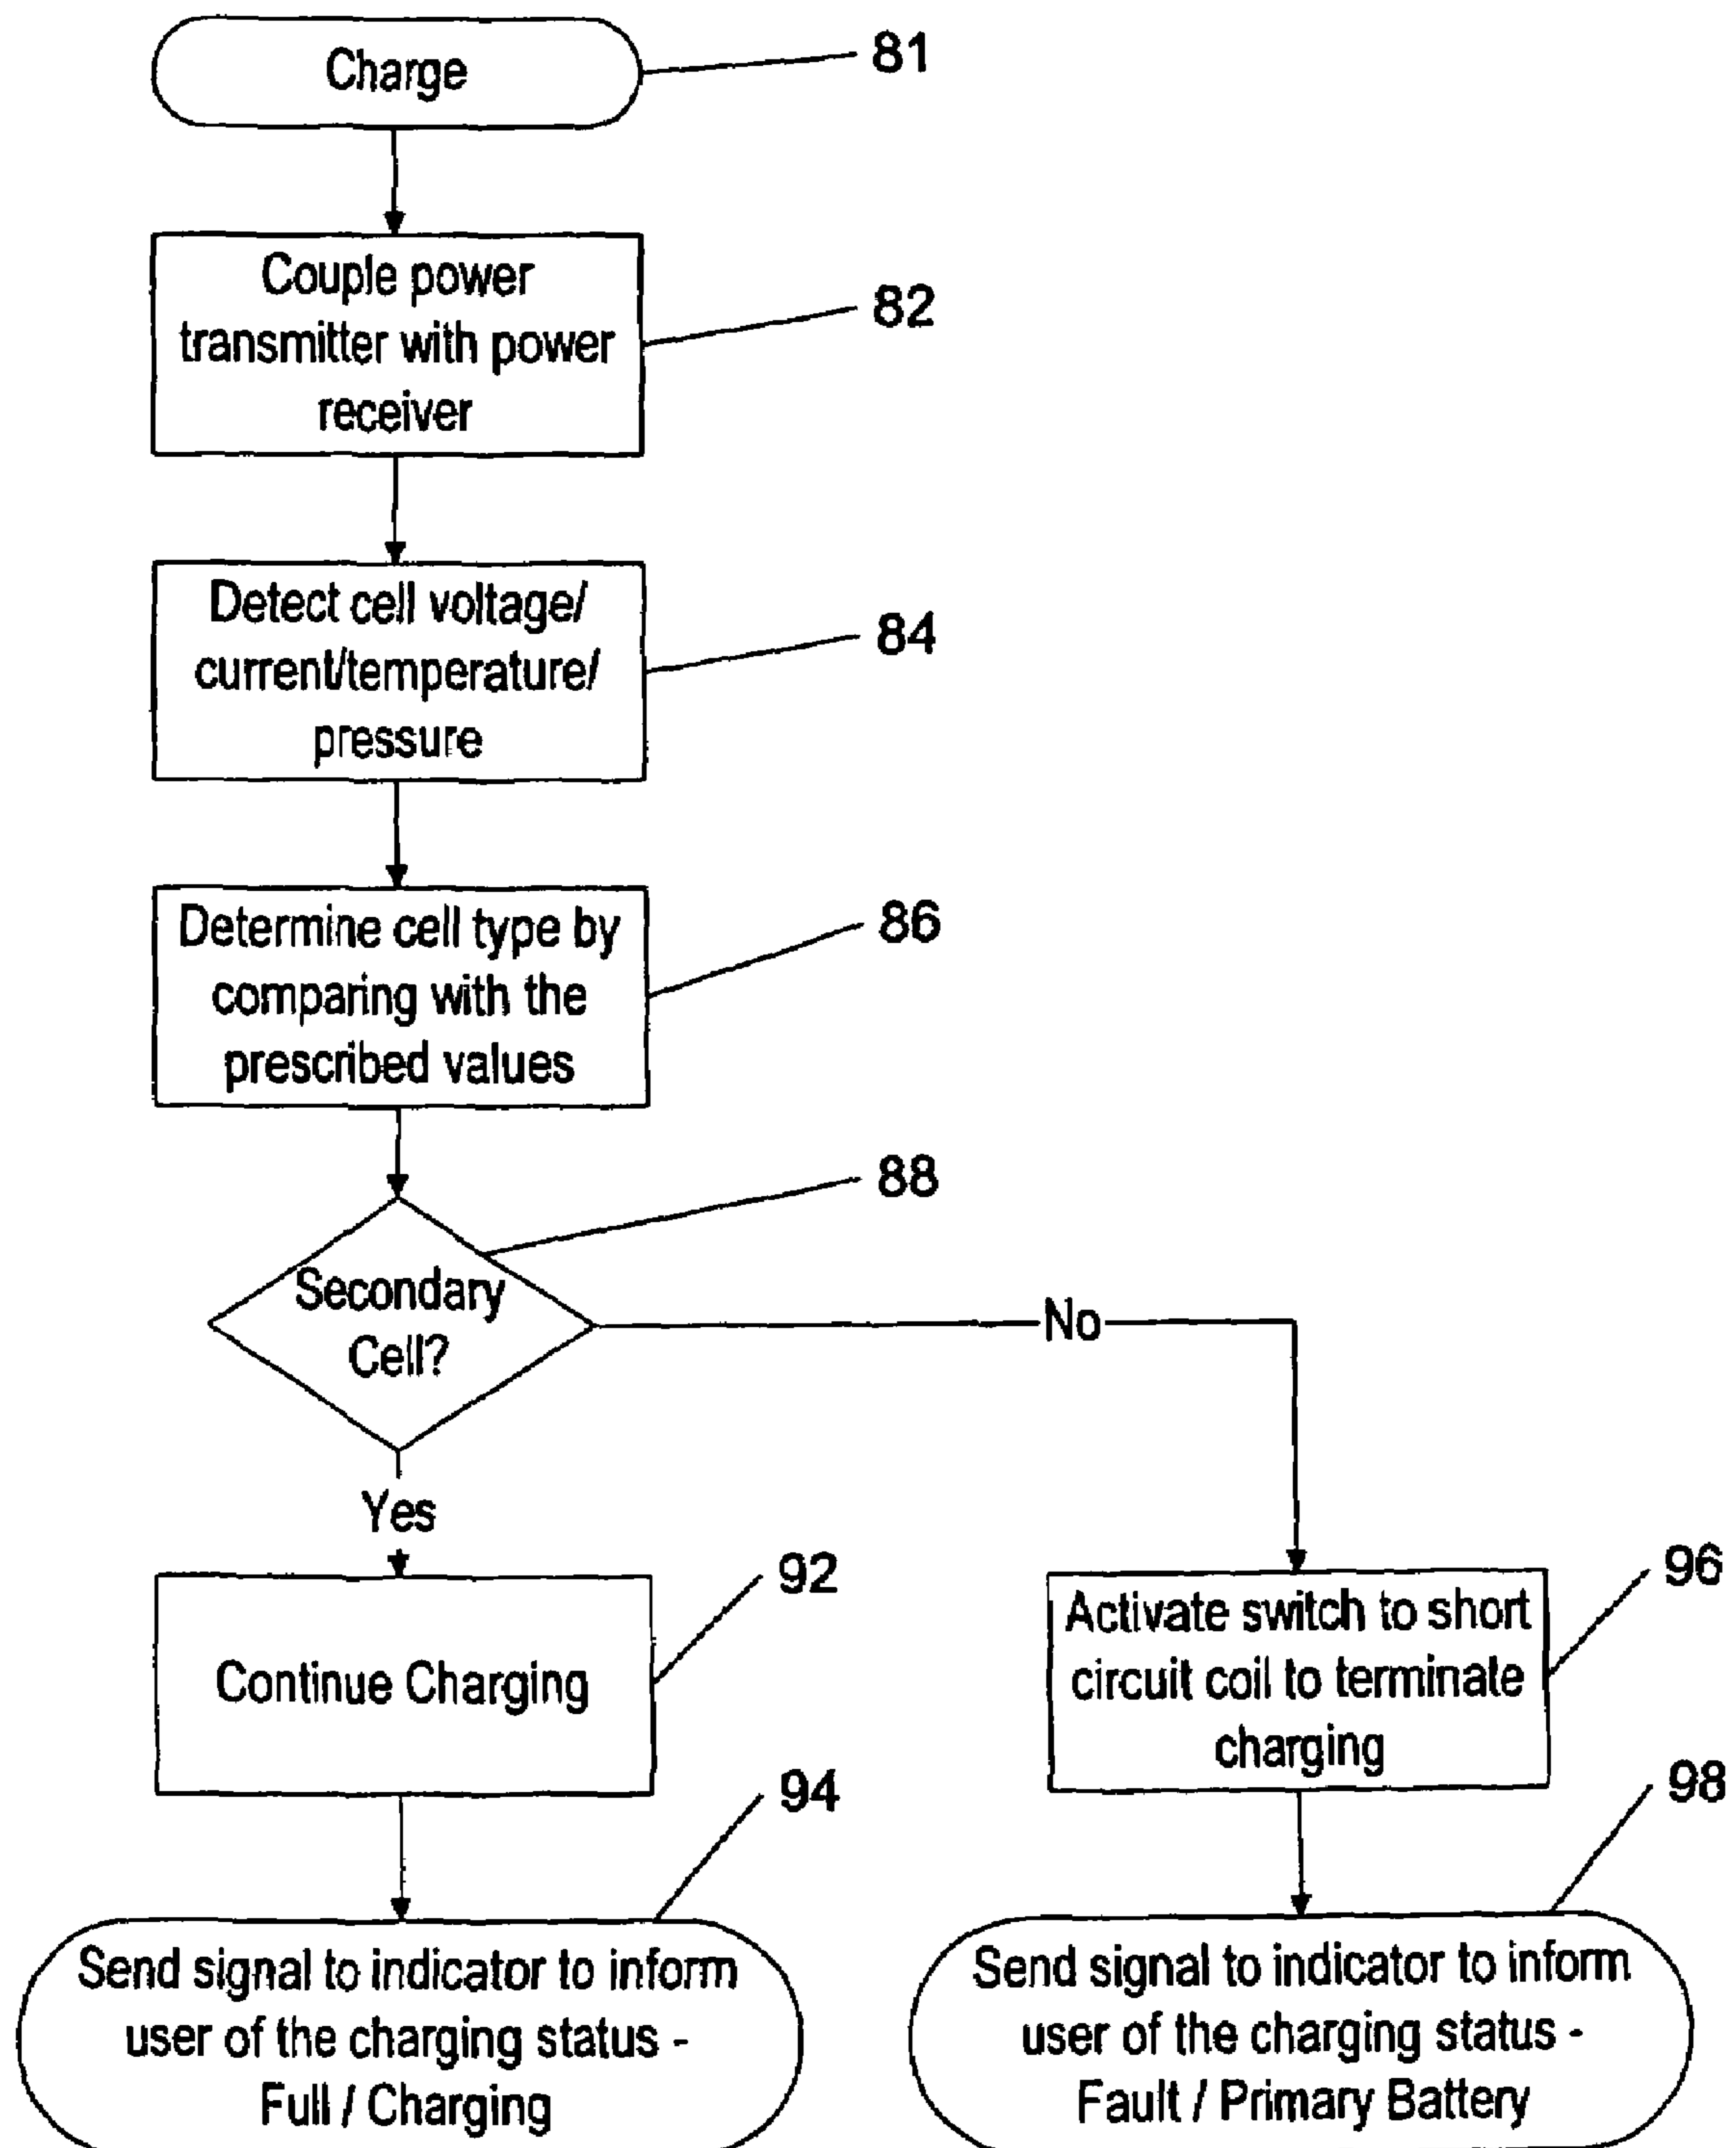 Charge
81
Couple power
transmitter with power
receiver
82
Detect cell voltage/
current/temperature/
pressure
84
Determine cell type by
comparing with the
prescribed values
86
88
Secondary
Cell?
No
Yes
Continue Charging
92
Activate switch to short
circuit coil to terminate
charging
96
94
Send signal to indicator to inform
user of the charging status -
Full / Charging
98
Send signal to indicator to inform
user of the charging status -
Fault / Primary Battery